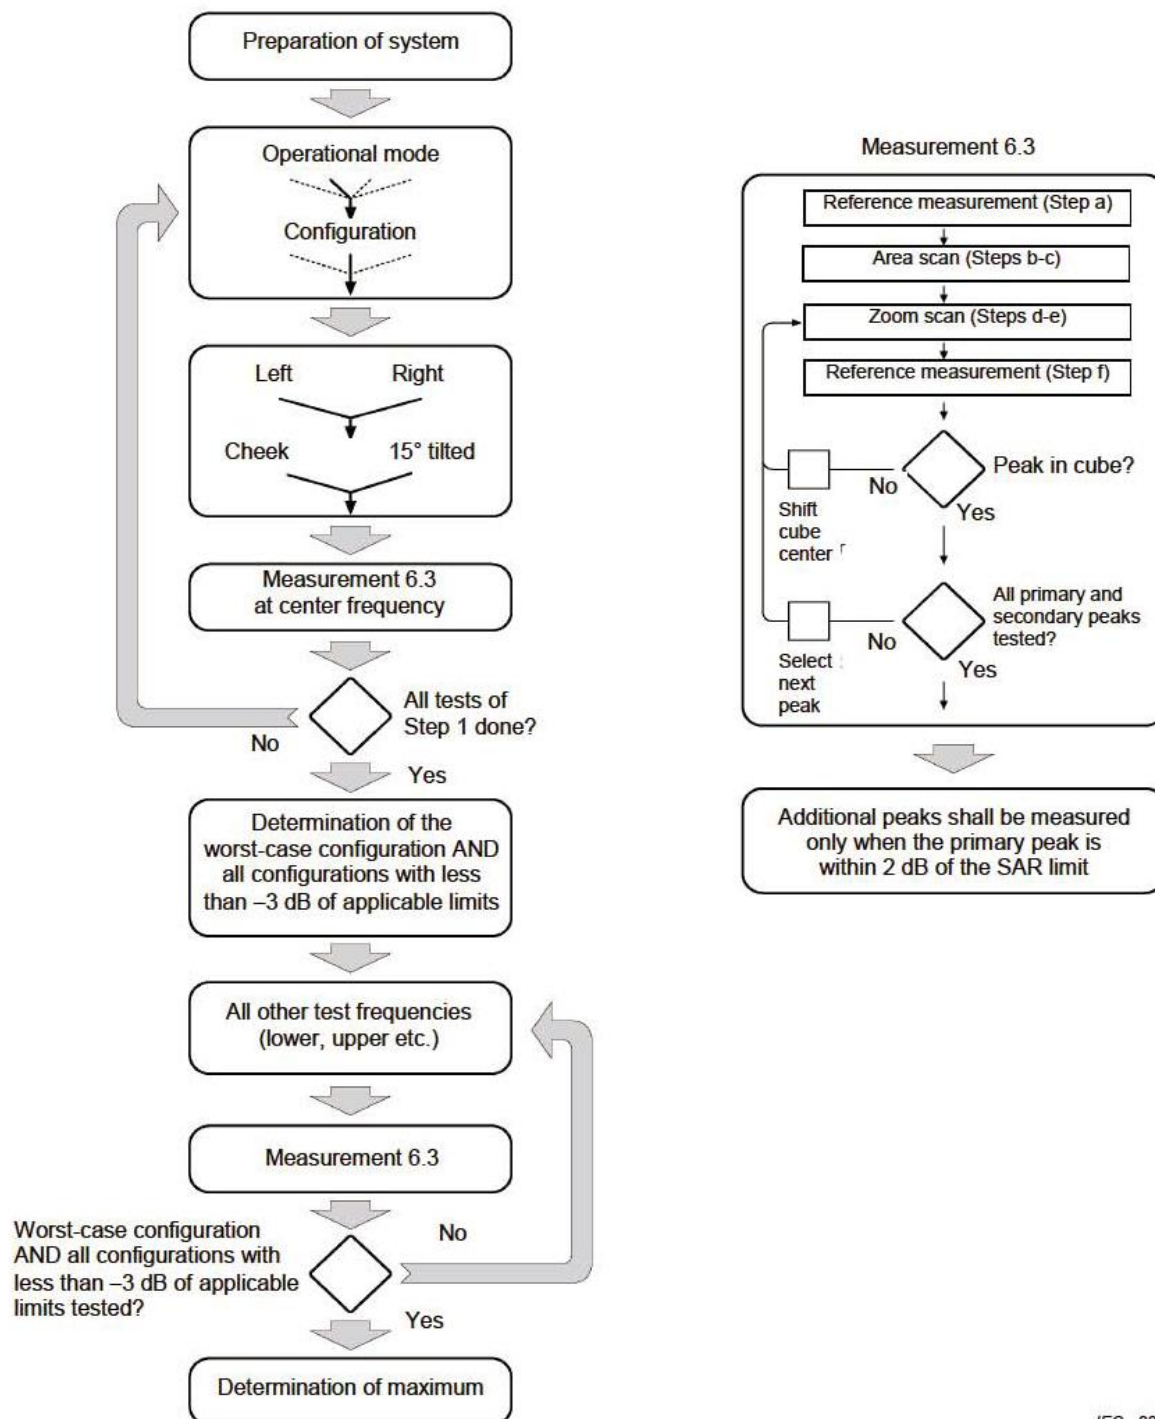 Preparation of system
Operational mode
Configuration
Left
Right
Cheek
15° tilted
Measurement 6.3
at center frequency
All tests of
Step 1 done?
No
Yes
Determination of the
worst-case configuration AND
all configurations with less
than –3 dB of applicable limits
All other test frequencies
(lower, upper etc.)
Measurement 6.3
Worst-case configuration
AND all configurations with
less than –3 dB of applicable
limits tested?
No
Yes
Determination of maximum
Measurement 6.3
Reference measurement (Step a)
Area scan (Steps b-c)
Zoom scan (Steps d-e)
Reference measurement (Step f)
Peak in cube?
No
Yes
Shift
cube
center
All primary and
secondary peaks
tested?
No
Yes
Select
next
peak
Additional peaks shall be measured
only when the primary peak is
within 2 dB of the SAR limit